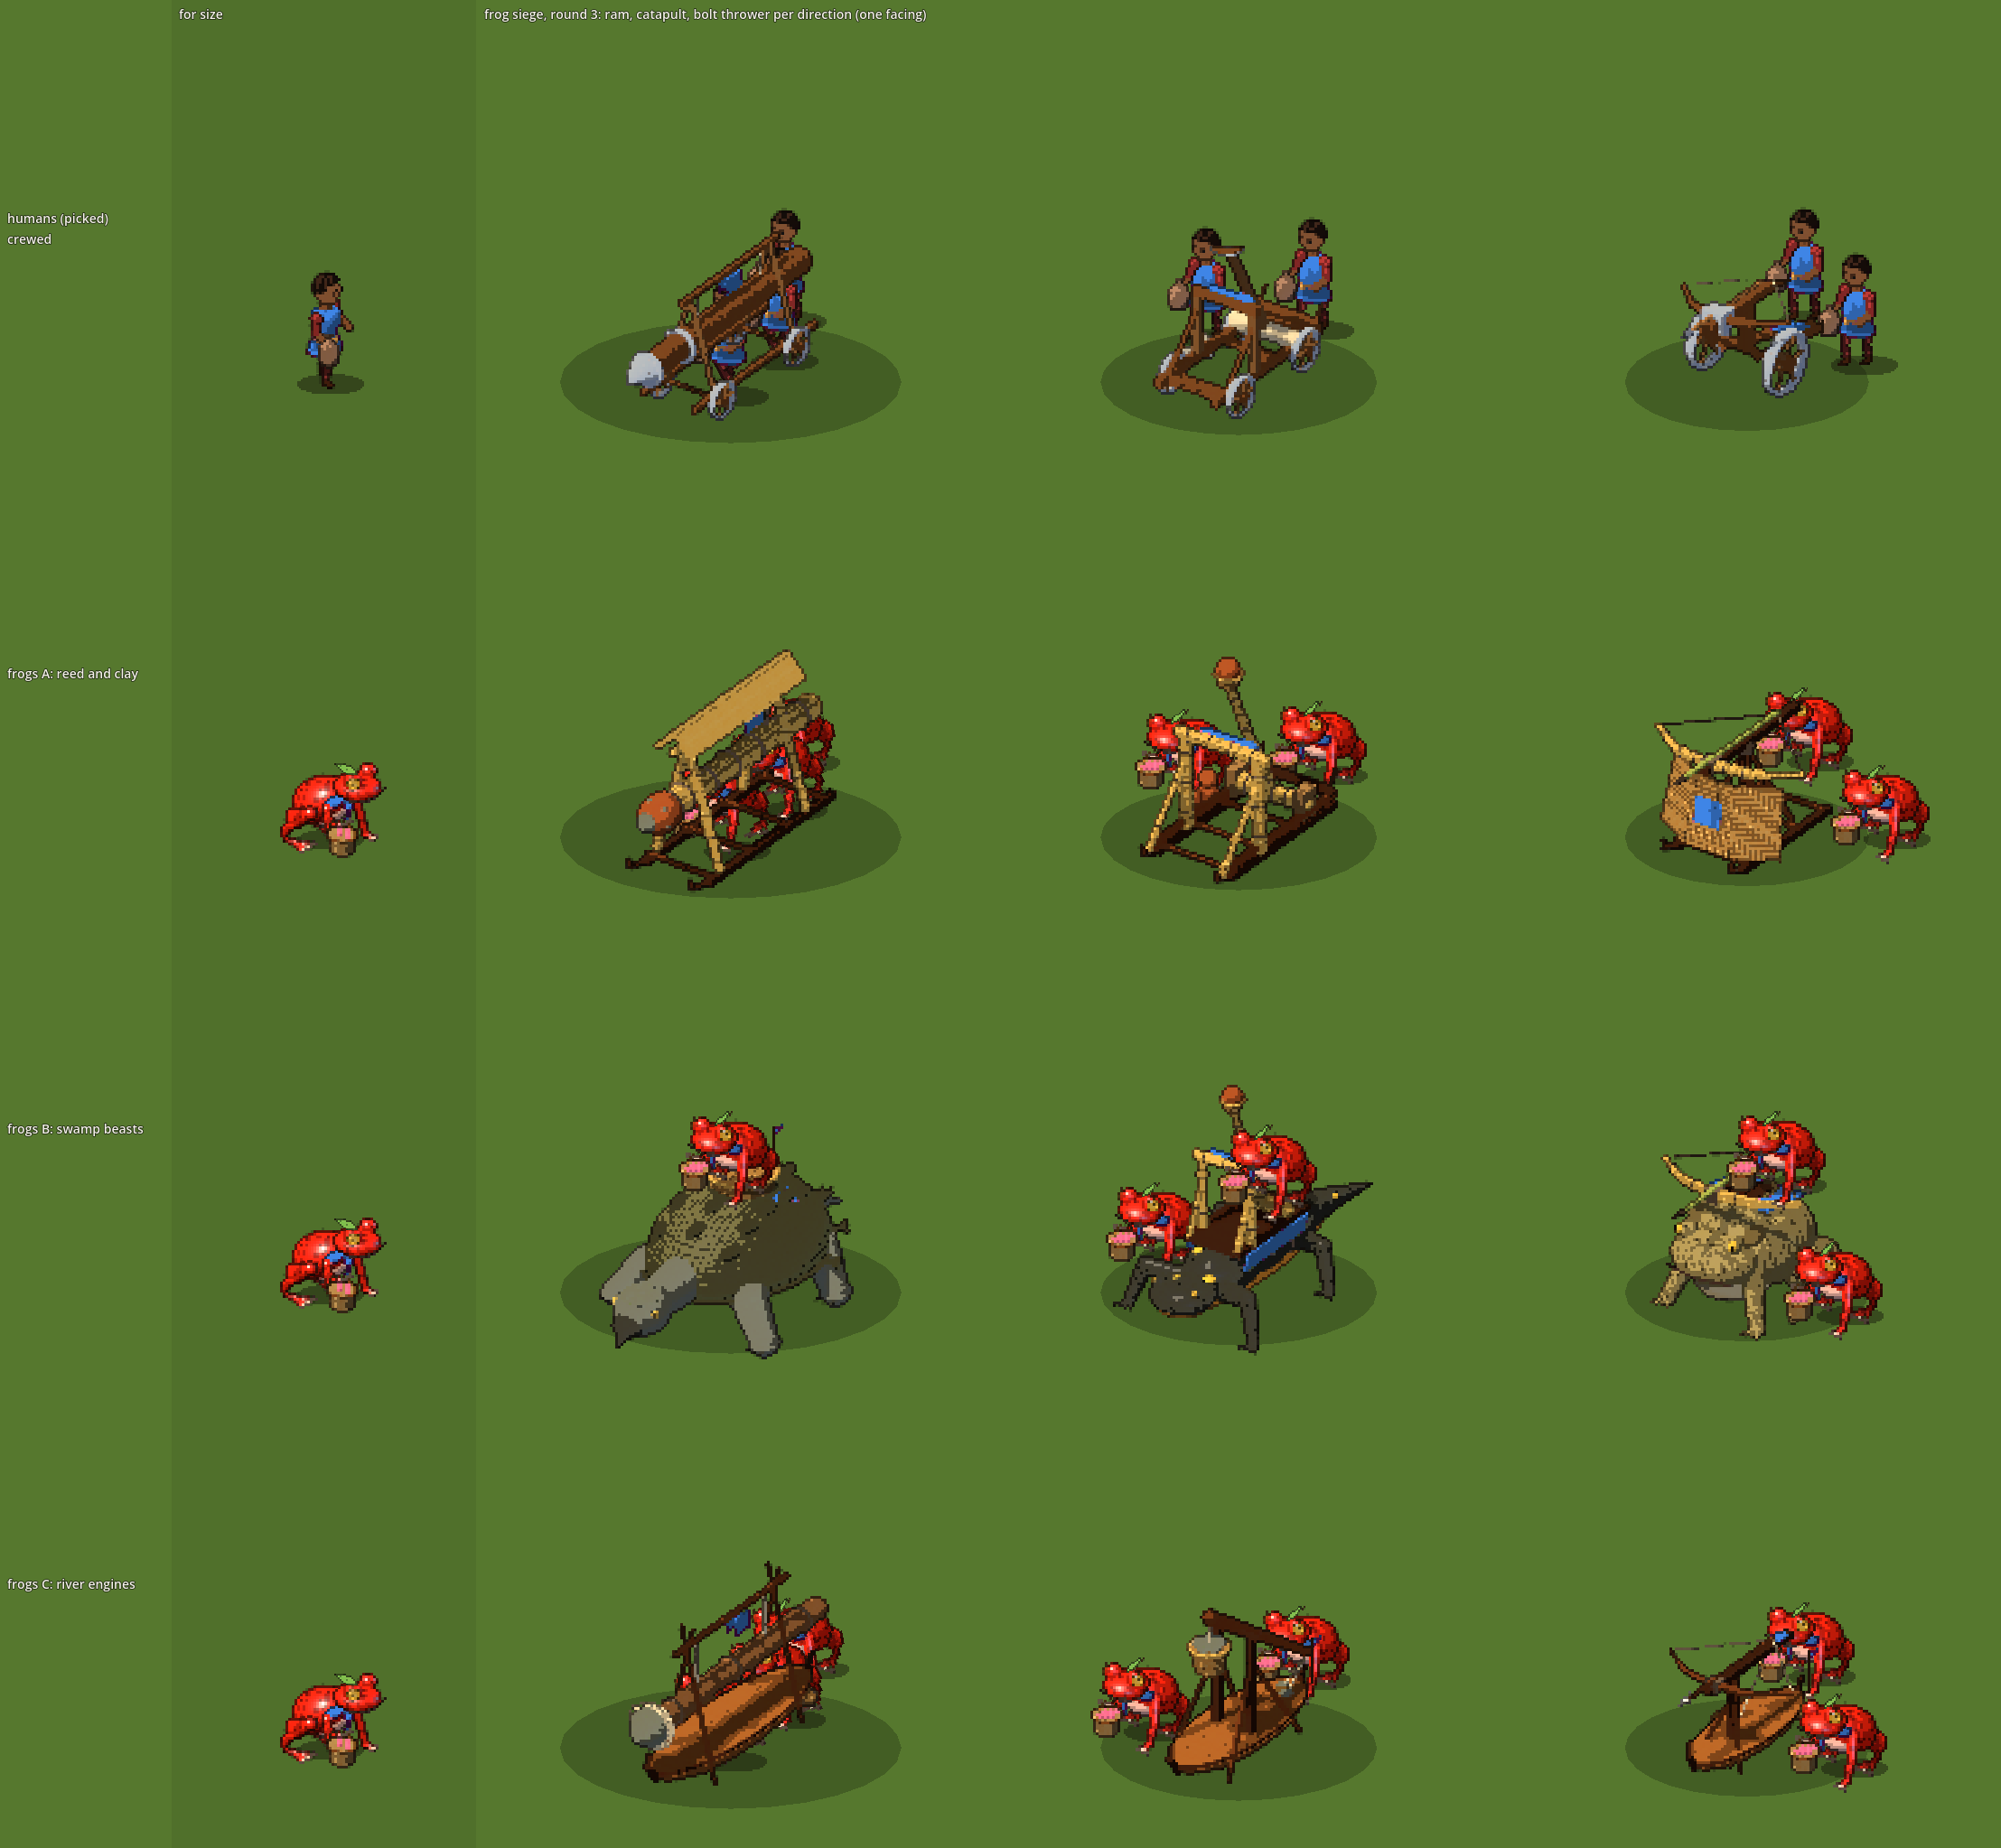 for size
frog siege, round 3: ram, catapult, bolt thrower per direction (one facing)
humans (picked)
crewed
frogs A: reed and clay
frogs B: swamp beasts
frogs C: river engines